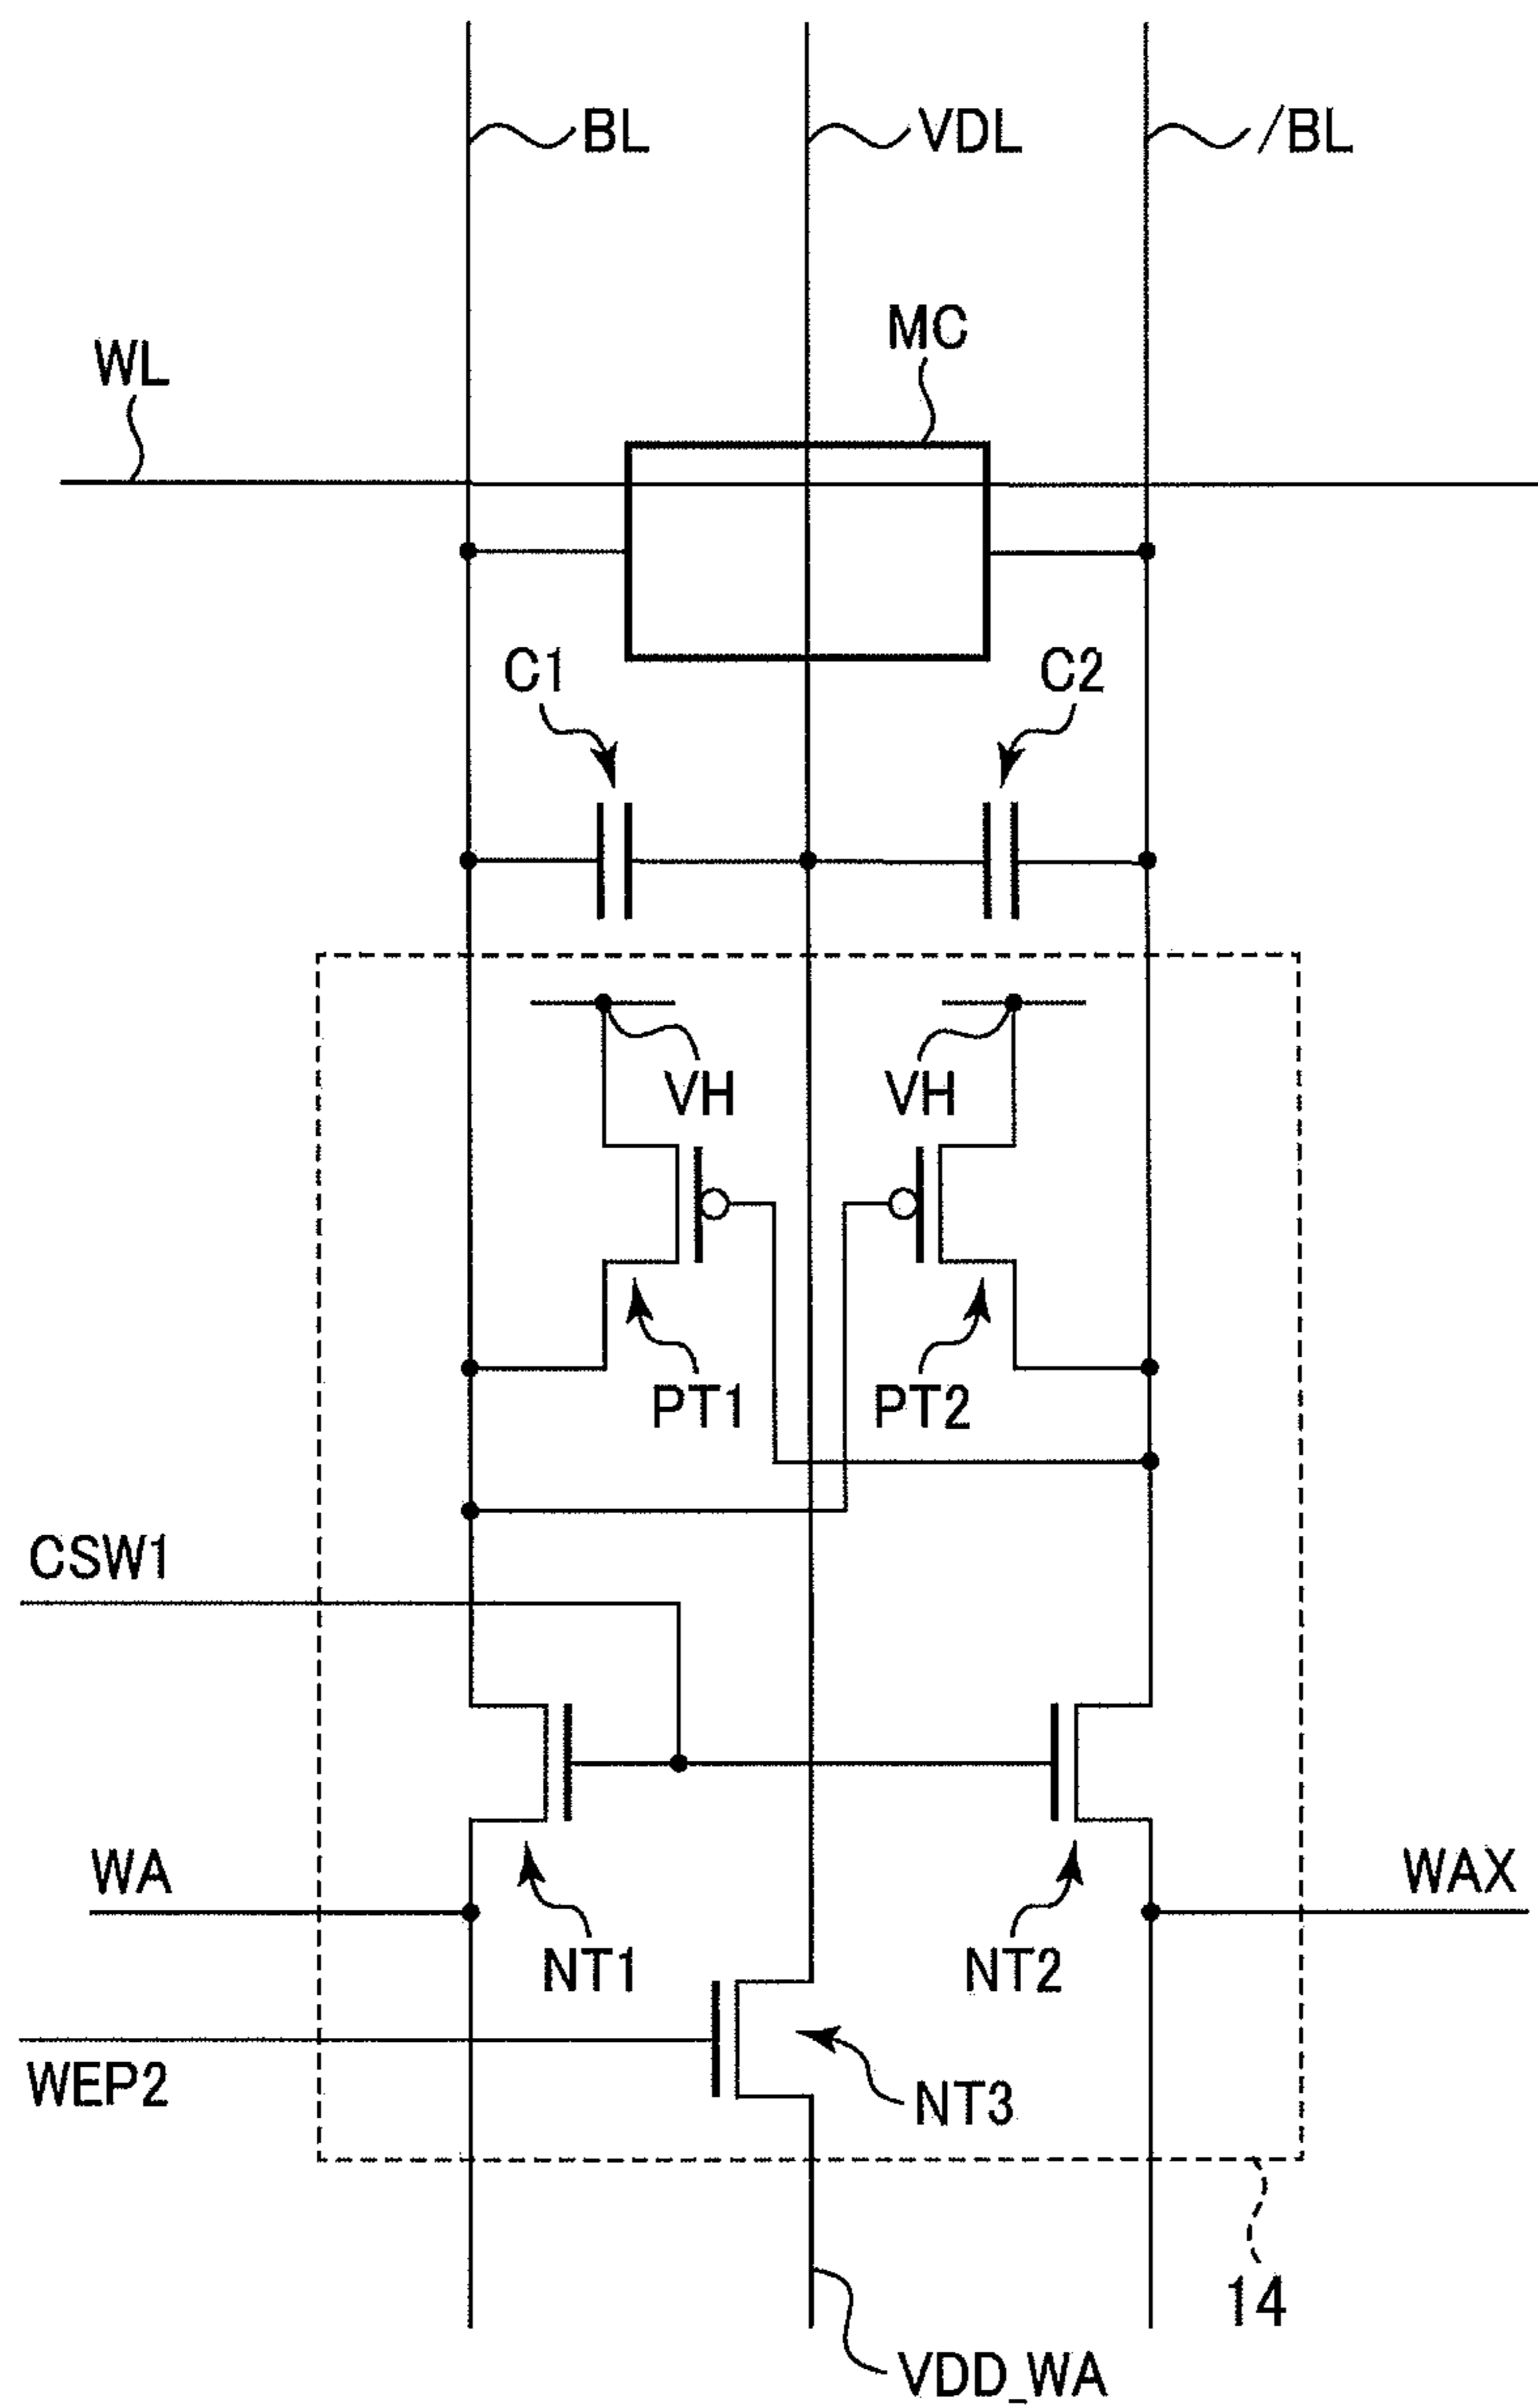 BL
VDL
/BL
WL
MC
C1
C2
VH
VH
PT1
PT2
CSW1
WA
WAX
NT1
NT2
WEP2
NT3
14
VDD_WA